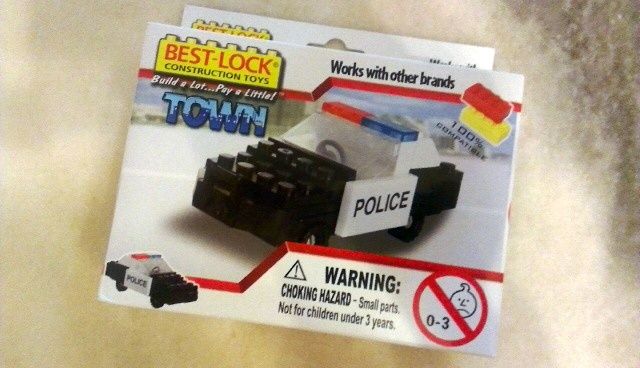 BEST-LOCK®
CONSTRUCTION TOYS
Build a Lot...Pay a Little!™
TOWN
Works with other brands
100%
COMPATIBLE
POLICE
POLICE
WARNING:
CHOKING HAZARD - Small parts.
Not for children under 3 years.
0-3